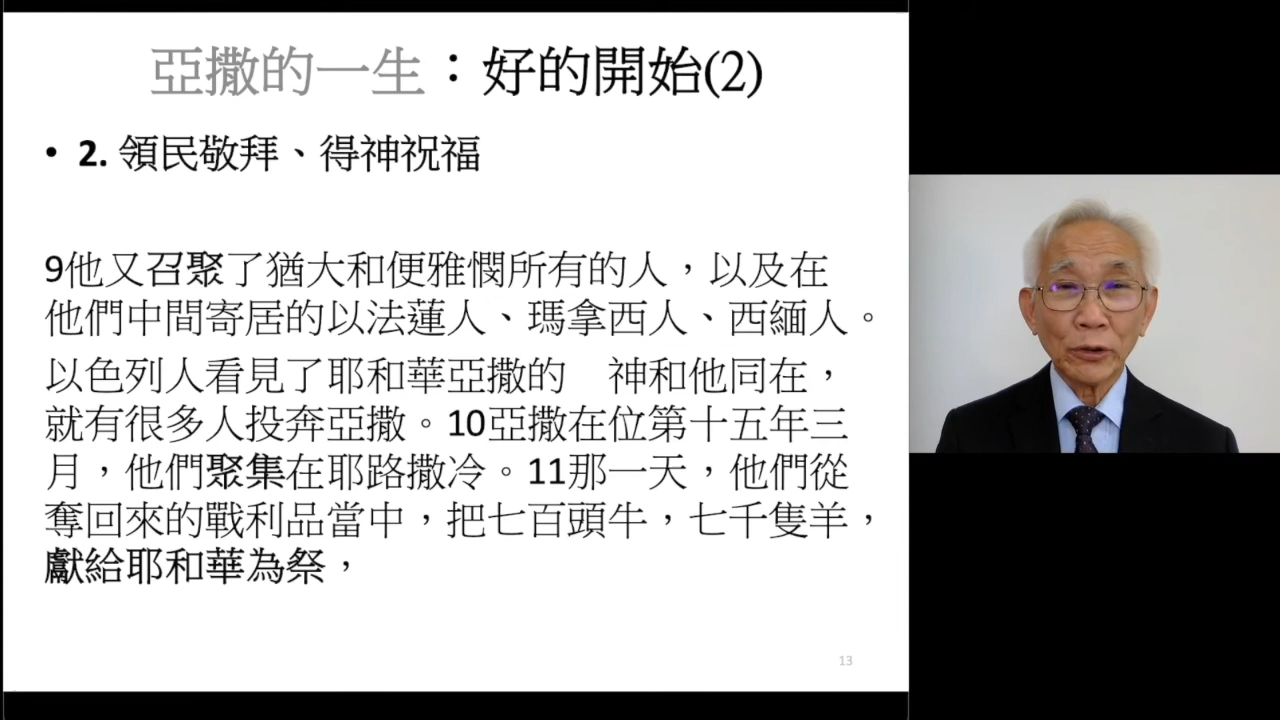 亞撒的一生：好的開始(2)
• 2. 領民敬拜、得神祝福
9他又召聚了猶大和便雅憫所有的人，以及在
他們中間寄居的以法蓮人、瑪拿西人、西緬人。
以色列人看見了耶和華亞撒的　神和他同在，
就有很多人投奔亞撒。10亞撒在位第十五年三
月，他們聚集在耶路撒冷。11那一天，他們從
奪回來的戰利品當中，把七百頭牛，七千隻羊，
獻給耶和華為祭，
13